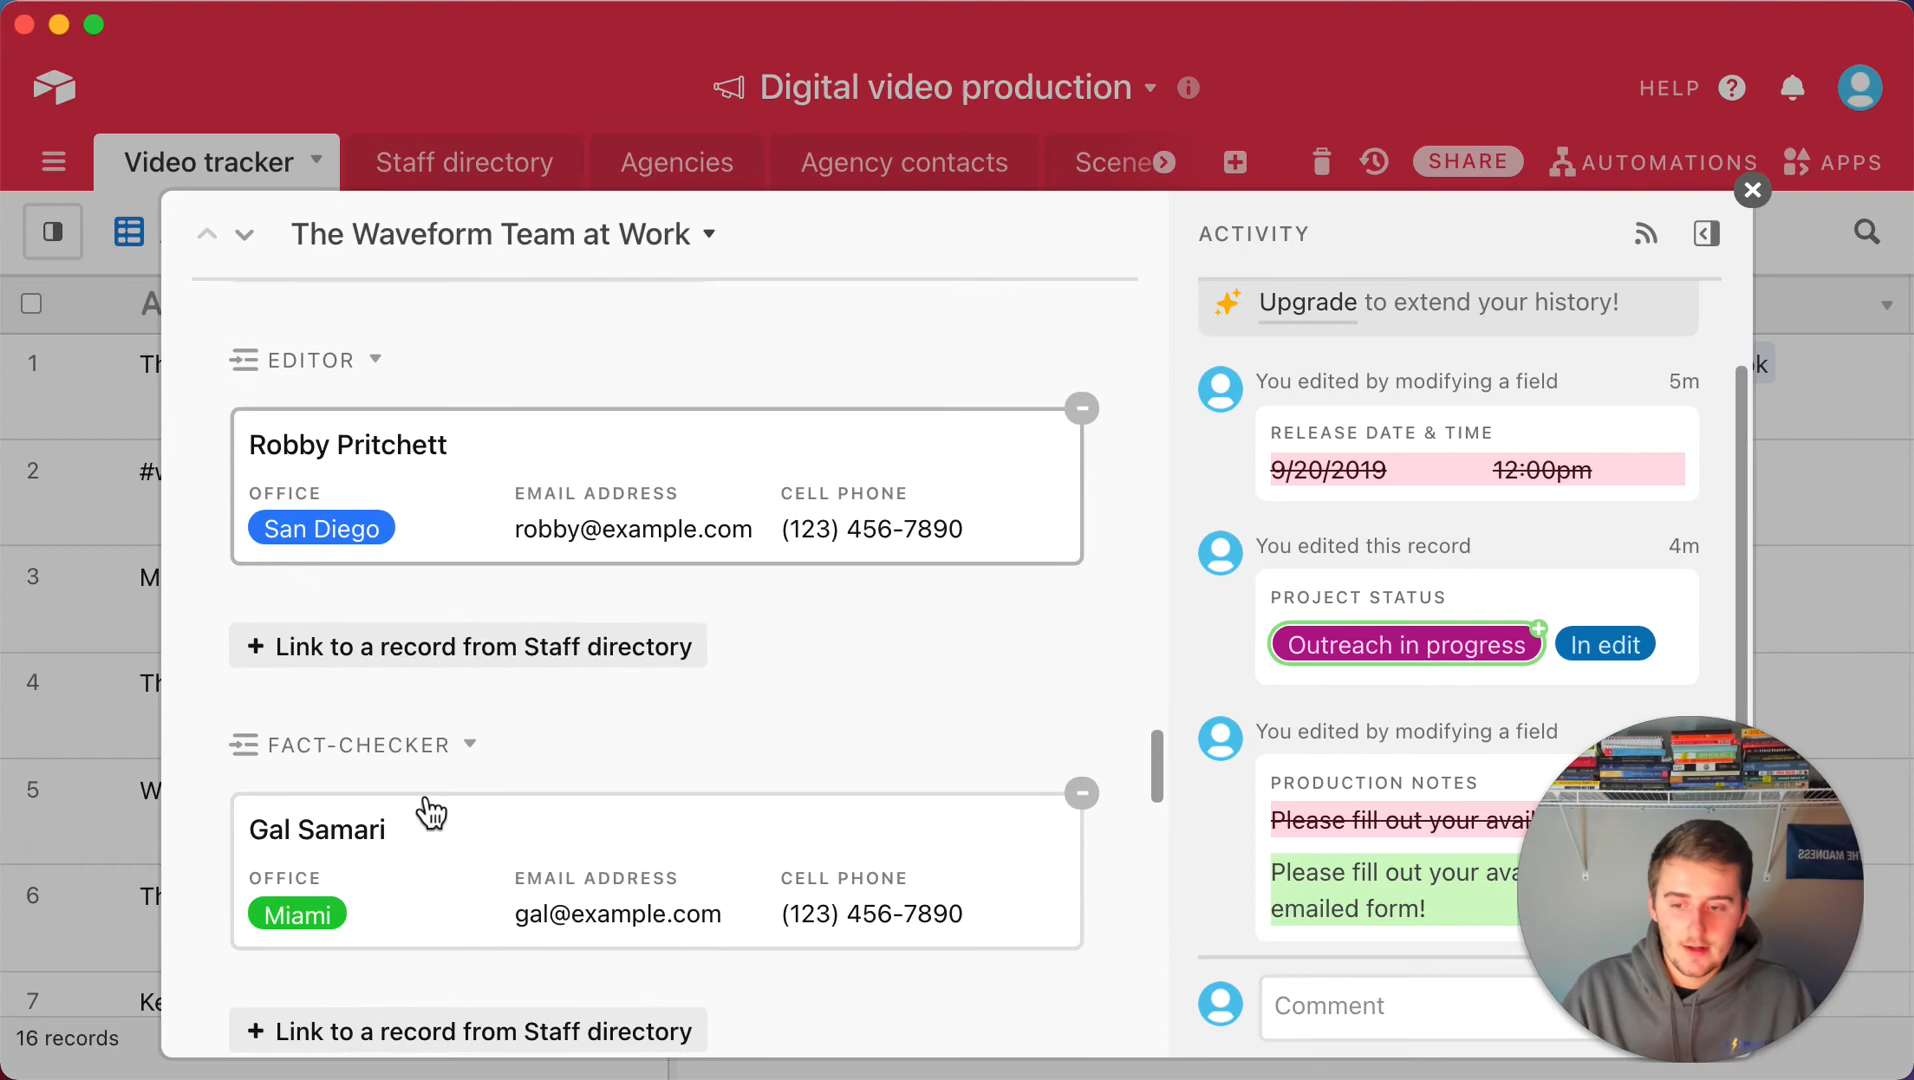 Digital video production
HELP
Video tracker
Staff directory
Agencies
Agency contacts
Scene
SHARE
AUTOMATIONS
APPS
The Waveform Team at Work
ACTIVITY
Upgrade to extend your history!
A
1
Th
ok
EDITOR
You edited by modifying a field
5m
RELEASE DATE & TIME
9/20/2019
12:00pm
Robby Pritchett
OFFICE
EMAIL ADDRESS
CELL PHONE
San Diego
robby@example.com
(123) 456-7890
2
#v
You edited this record
4m
3
M
PROJECT STATUS
Outreach in progress
In edit
+ Link to a record from Staff directory
4
Th
FACT-CHECKER
You edited by modifying a field
5
W
PRODUCTION NOTES
Please fill out your avail
Please fill out your ava
emailed form!
Gal Samari
OFFICE
EMAIL ADDRESS
CELL PHONE
Miami
gal@example.com
(123) 456-7890
6
Th
7
Ke
Comment
+ Link to a record from Staff directory
16 records